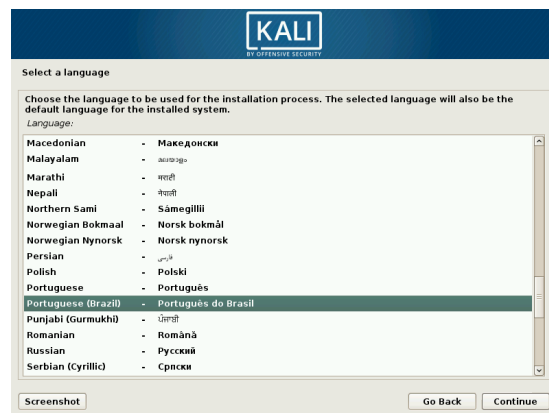 KALI
BY OFFENSIVE SECURITY
Select a language
Choose the language to be used for the installation process. The selected language will also be the
default language for the installed system.
Language:
Macedonian - Македонски
Malayalam - മലയാളം
Marathi - मराठी
Nepali - नेपाली
Northern Sami - Sámegillii
Norwegian Bokmaal - Norsk bokmål
Norwegian Nynorsk - Norsk nynorsk
Persian - فارسی
Polish - Polski
Portuguese - Português
Portuguese (Brazil) - Português do Brasil
Punjabi (Gurmukhi) - ਪੰਜਾਬੀ
Romanian - Română
Russian - Русский
Serbian (Cyrillic) - Српски
Screenshot Go Back Continue